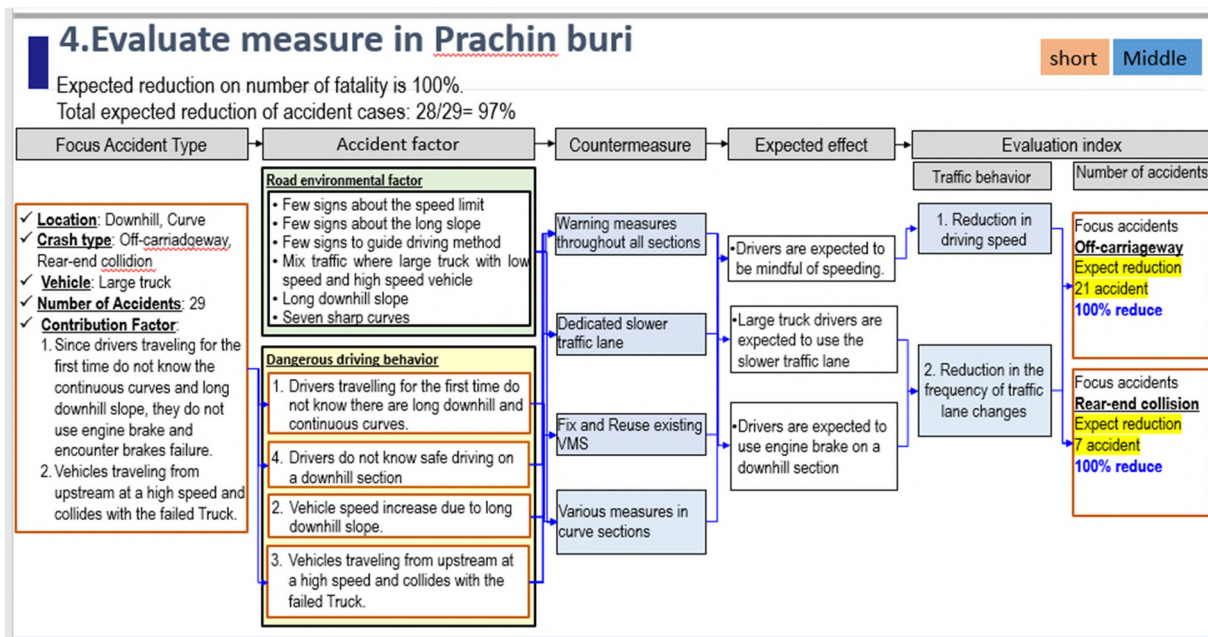 4.Evaluate measure in Prachin buri
short
Middle
Expected reduction on number of fatality is 100%.
Total expected reduction of accident cases: 28/29= 97%
Focus Accident Type
Accident factor
Countermeasure
Expected effect
Evaluation index
Traffic behavior
Number of accidents
✓ Location: Downhill, Curve
✓ Crash type: Off-carriadgeway,
Rear-end collidion
✓ Vehicle: Large truck
✓ Number of Accidents: 29
✓ Contribution Factor:
1. Since drivers traveling for the
first time do not know the
continuous curves and long
downhill slope, they do not
use engine brake and
encounter brakes failure.
2. Vehicles traveling from
upstream at a high speed and
collides with the failed Truck.
Road environmental factor
• Few signs about the speed limit
• Few signs about the long slope
• Few signs to guide driving method
• Mix traffic where large truck with low
speed and high speed vehicle
• Long downhill slope
• Seven sharp curves
Dangerous driving behavior
1. Drivers travelling for the first time do
not know there are long downhill and
continuous curves.
4. Drivers do not know safe driving on
a downhill section
2. Vehicle speed increase due to long
downhill slope.
3. Vehicles traveling from upstream at
a high speed and collides with the
failed Truck.
Warning measures
throughout all sections
Dedicated slower
traffic lane
Fix and Reuse existing
VMS
Various measures in
curve sections
•Drivers are expected to
be mindful of speeding.
•Large truck drivers are
expected to use the
slower traffic lane
•Drivers are expected to
use engine brake on a
downhill section
1. Reduction in
driving speed
2. Reduction in the
frequency of traffic
lane changes
Focus accidents
Off-carriageway
Expect reduction
21 accident
100% reduce
Focus accidents
Rear-end collision
Expect reduction
7 accident
100% reduce